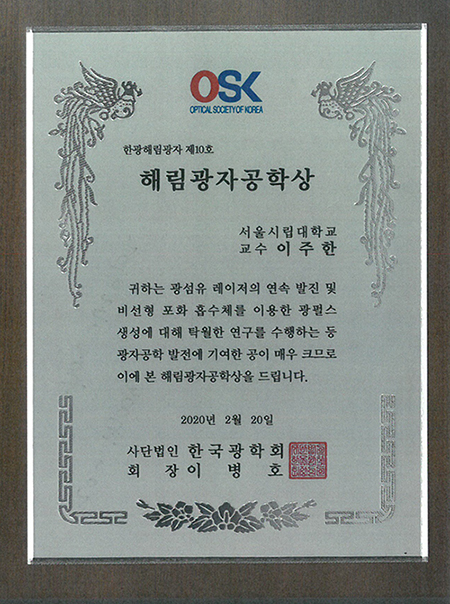 OSK
OPTICAL SOCIETY OF KOREA
한광해림광자 제10호
해림광자공학상
서울시립대학교
교수 이주한
귀하는 광섬유 레이저의 연속 발진 및
비선형 포화 흡수체를 이용한 광펄스
생성에 대해 탁월한 연구를 수행하는 등
광자공학 발전에 기여한 공이 매우 크므로
이에 본 해림광자공학상을 드립니다.
2020년 2월 20일
사단법인 한국광학회
회 장 이 병 호